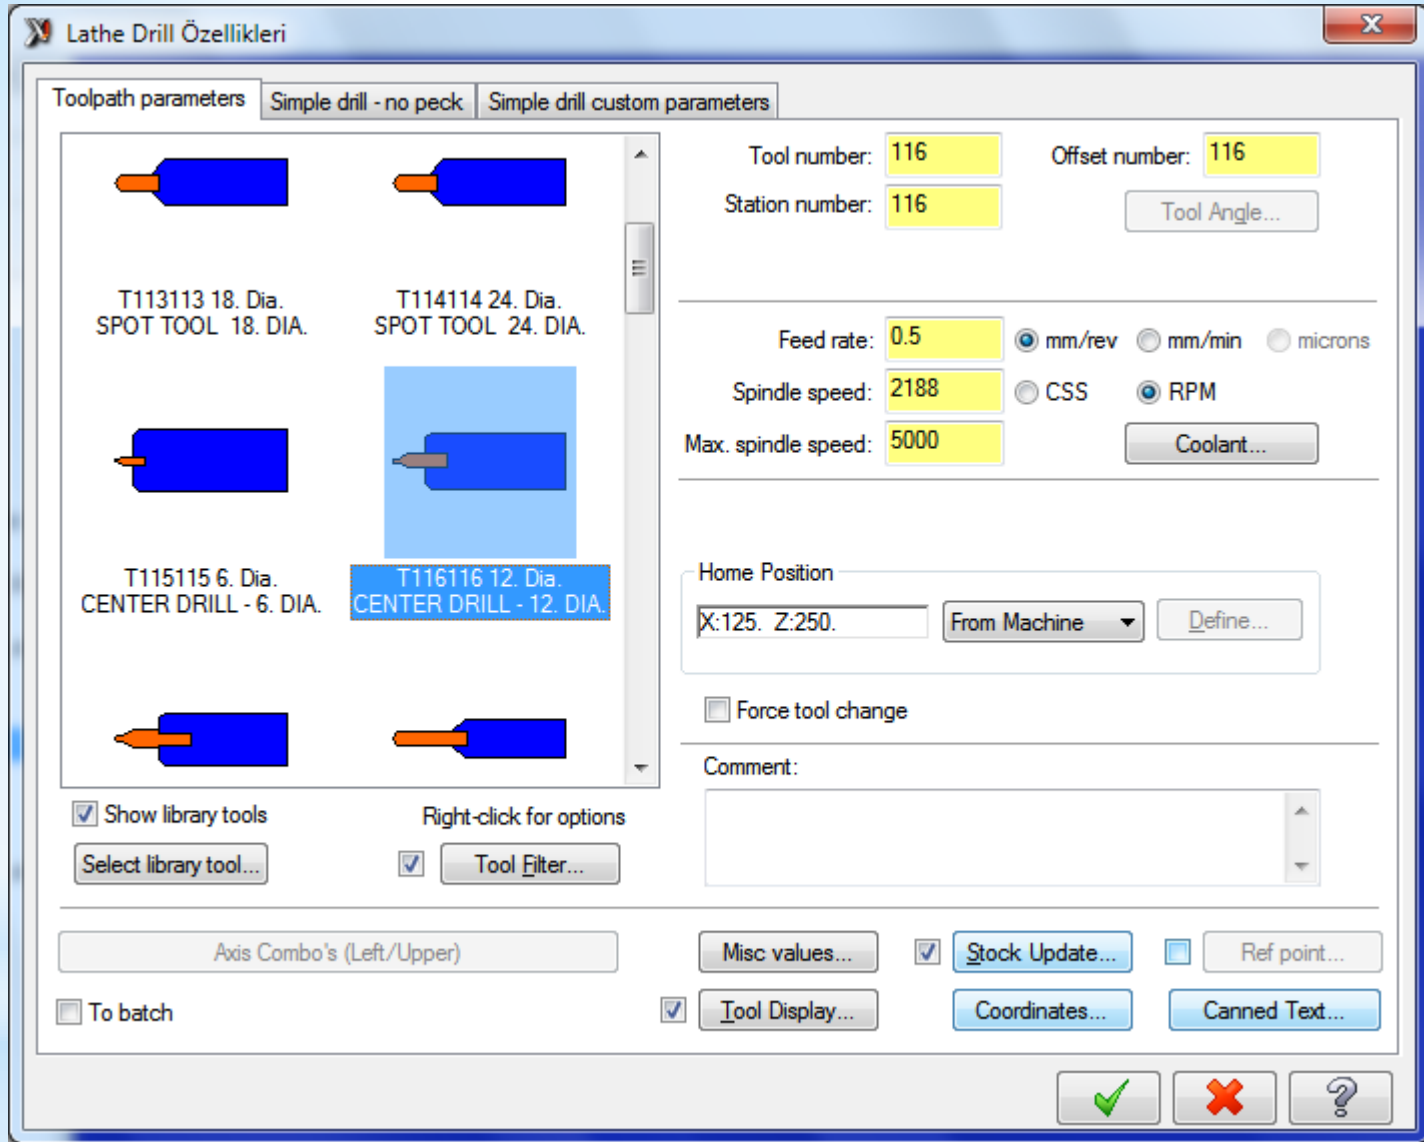 Lathe Drill Özellikleri
Toolpath parameters
Simple drill - no peck
Simple drill custom parameters
T113113 18. Dia.
SPOT TOOL  18. DIA.
T114114 24. Dia.
SPOT TOOL  24. DIA.
T115115 6. Dia.
CENTER DRILL - 6. DIA.
T116116 12. Dia.
CENTER DRILL - 12. DIA.
Show library tools
Right-click for options
Select library tool...
Tool Filter...
Tool number: 116
Offset number: 116
Station number: 116
Tool Angle...
Feed rate: 0.5
mm/rev
mm/min
microns
Spindle speed: 2188
CSS
RPM
Max. spindle speed: 5000
Coolant...
Home Position
X:125.  Z:250.
From Machine
Define...
Force tool change
Comment:
Axis Combo's (Left/Upper)
Misc values...
Stock Update...
Ref point...
To batch
Tool Display...
Coordinates...
Canned Text...